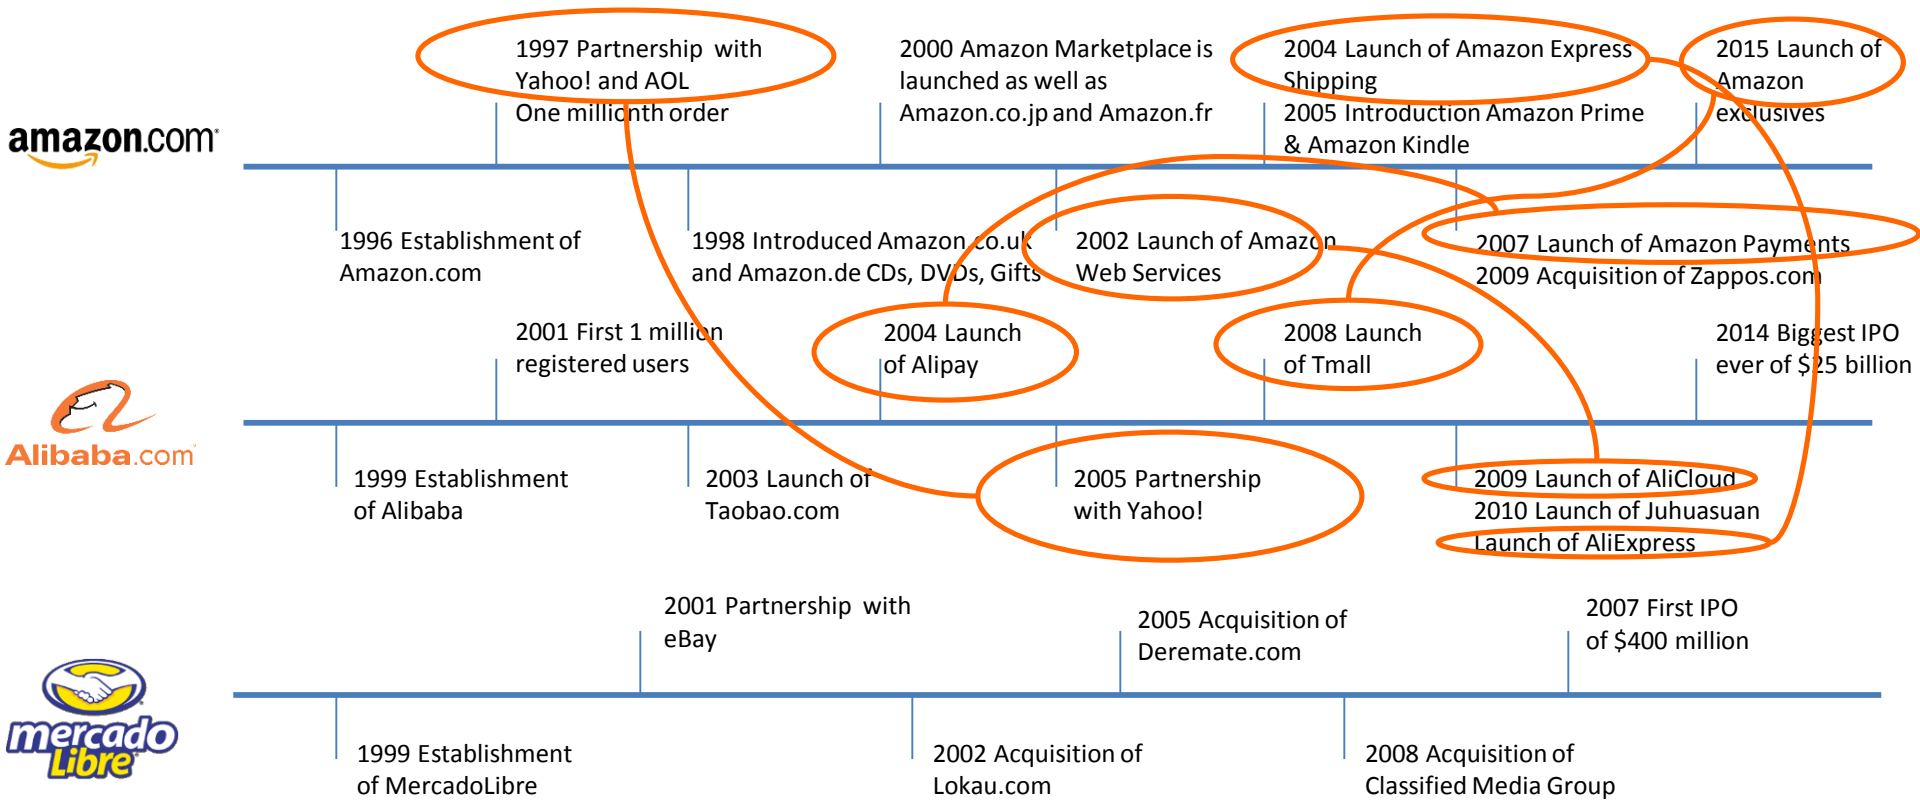 1997 Partnership with
Yahoo! and AOL
One millionth order
2000 Amazon Marketplace is
launched as well as
Amazon.co.jp and Amazon.fr
2004 Launch of Amazon Express
Shipping
2005 Introduction Amazon Prime
& Amazon Kindle
2015 Launch of
Amazon
exclusives
amazon.com
1996 Establishment of
Amazon.com
1998 Introduced Amazon.co.uk
and Amazon.de CDs, DVDs, Gifts
2002 Launch of Amazon
Web Services
2007 Launch of Amazon Payments
2009 Acquisition of Zappos.com
2001 First 1 million
registered users
2004 Launch
of Alipay
2008 Launch
of Tmall
2014 Biggest IPO
ever of $25 billion
Alibaba.com
1999 Establishment
of Alibaba
2003 Launch of
Taobao.com
2005 Partnership
with Yahoo!
2009 Launch of AliCloud
2010 Launch of Juhuasuan
Launch of AliExpress
2001 Partnership with
eBay
2005 Acquisition of
Deremate.com
2007 First IPO
of $400 million
mercado
Libre
1999 Establishment
of MercadoLibre
2002 Acquisition of
Lokau.com
2008 Acquisition of
Classified Media Group